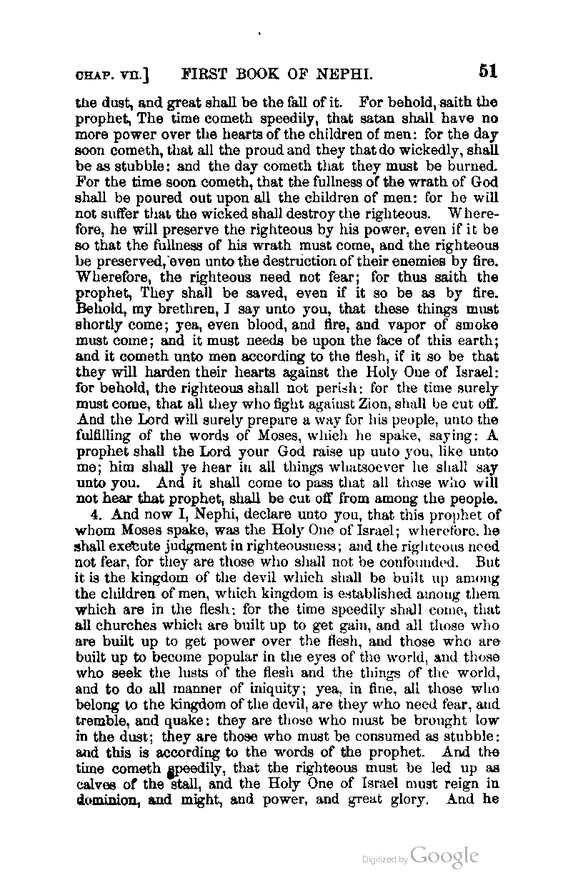 CHAP. VII.] FIRST BOOK OF NEPHI. 51
the dust, and great shall be the fall of it. For behold, saith the
prophet, The time cometh speedily, that satan shall have no
more power over the hearts of the children of men: for the day
soon cometh, that all the proud and they that do wickedly, shall
be as stubble: and the day cometh that they must be burned.
For the time soon cometh, that the fullness of the wrath of God
shall be poured out upon all the children of men: for he will
not suffer that the wicked shall destroy the righteous. Where-
fore, he will preserve the righteous by his power, even if it be
so that the fullness of his wrath must come, and the righteous
be preserved, even unto the destruction of their enemies by fire.
Wherefore, the righteous need not fear; for thus saith the
prophet, They shall be saved, even if it so be as by fire.
Behold, my brethren, I say unto you, that these things must
shortly come; yea, even blood, and fire, and vapor of smoke
must come; and it must needs be upon the face of this earth;
and it cometh unto men according to the flesh, if it so be that
they will harden their hearts against the Holy One of Israel:
for behold, the righteous shall not perish: for the time surely
must come, that all they who fight against Zion, shall be cut off.
And the Lord will surely prepare a way for his people, unto the
fulfilling of the words of Moses, which he spake, saying: A
prophet shall the Lord your God raise up unto you, like unto
me; him shall ye hear in all things whatsoever he shall say
unto you. And it shall come to pass that all those who will
not hear that prophet, shall be cut off from among the people.
4. And now I, Nephi, declare unto you, that this prophet of
whom Moses spake, was the Holy One of Israel; wherefore, he
shall execute judgment in righteousness; and the righteous need
not fear, for they are those who shall not be confounded. But
it is the kingdom of the devil which shall be built up among
the children of men, which kingdom is established among them
which are in the flesh; for the time speedily shall come, that
all churches which are built up to get gain, and all those who
are built up to get power over the flesh, and those who are
built up to become popular in the eyes of the world, and those
who seek the lusts of the flesh and the things of the world,
and to do all manner of iniquity; yea, in fine, all those who
belong to the kingdom of the devil, are they who need fear, and
tremble, and quake: they are those who must be brought low
in the dust; they are those who must be consumed as stubble:
and this is according to the words of the prophet. And the
time cometh speedily, that the righteous must be led up as
calves of the stall, and the Holy One of Israel must reign in
dominion, and might, and power, and great glory. And he
Digitized by Google